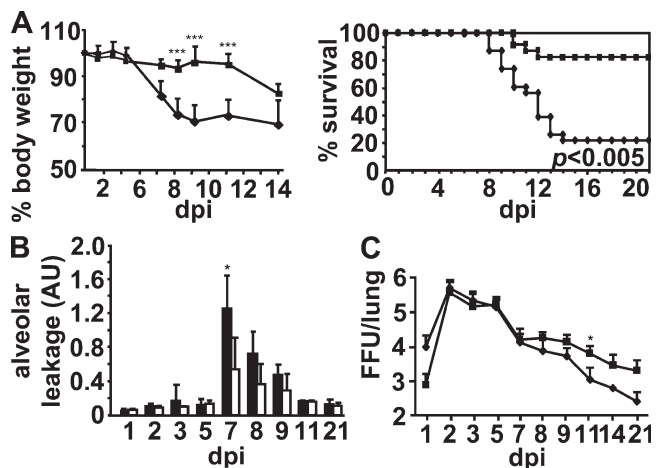 A
% body weight
110
90
70
50
*** *** ***
2 4 6 8 10 12 14
dpi
% survival
100
80
60
40
20
0
p<0.005
0 4 8 12 16 20
dpi
B
alveolar
leakage (AU)
2.0
1.6
1.2
0.8
0.4
0
*
1 2 3 5 7 8 9 11 21
dpi
C
FFU/lung
6
5
4
3
2
*
1 2 3 5 7 8 9 11 14 21
dpi